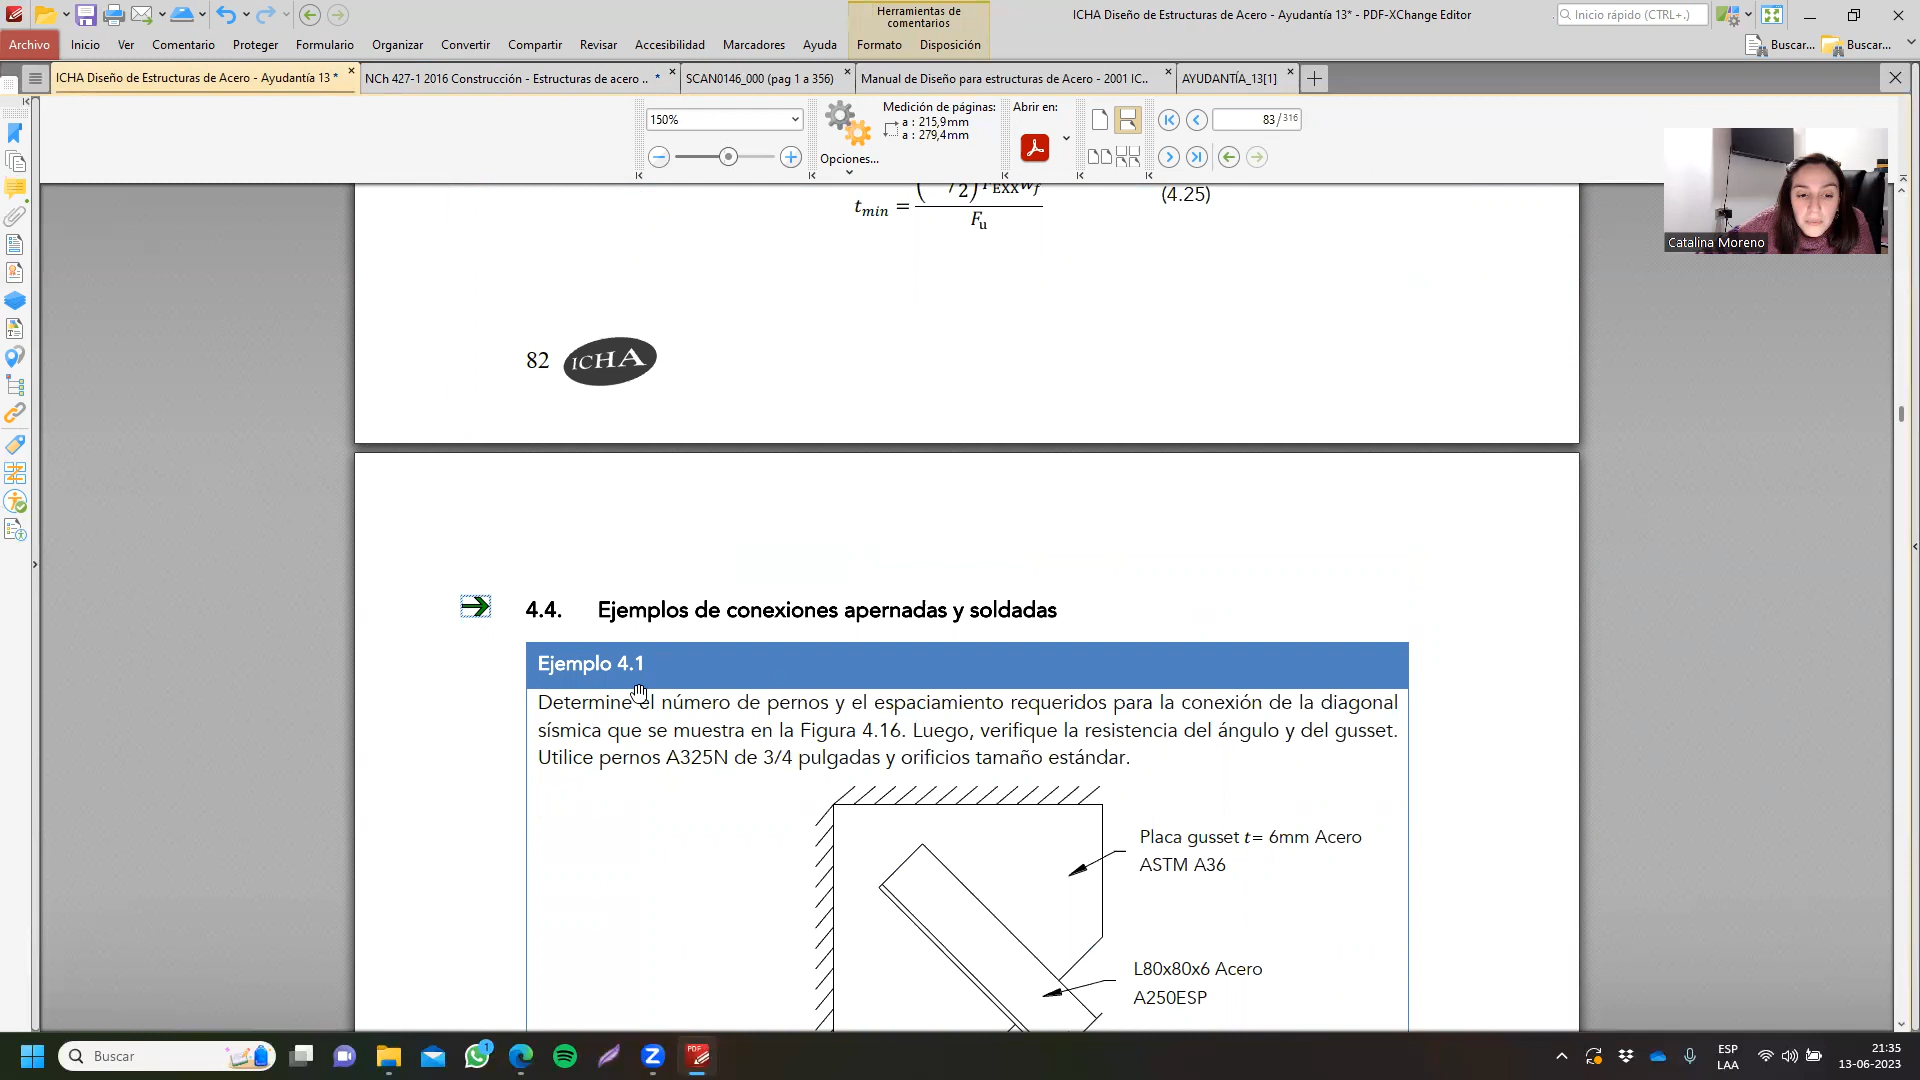 Herramientas de
comentarios
ICHA Diseño de Estructuras de Acero - Ayudantía 13* - PDF-XChange Editor
Inicio rápido (CTRL+.)
Archivo
Inicio
Ver
Comentario
Proteger
Formulario
Organizar
Convertir
Compartir
Revisar
Accesibilidad
Marcadores
Ayuda
Formato
Disposición
Buscar...
Buscar...
ICHA Diseño de Estructuras de Acero - Ayudantía 13 *
NCh 427-1 2016 Construcción - Estructuras de acero .. *
SCAN0146_000 (pag 1 a 356)
Manual de Diseño para estructuras de Acero - 2001 IC..
AYUDANTÍA_13[1]
150%
Opciones...
Medición de páginas:
a : 215,9mm
a : 279,4mm
Abrir en:
83/316
Catalina Moreno
t_min = (/2) F_EXX w_f / F_u
(4.25)
82 ICHA
4.4. Ejemplos de conexiones apernadas y soldadas
Ejemplo 4.1
Determine el número de pernos y el espaciamiento requeridos para la conexión de la diagonal
sísmica que se muestra en la Figura 4.16. Luego, verifique la resistencia del ángulo y del gusset.
Utilice pernos A325N de 3/4 pulgadas y orificios tamaño estándar.
Placa gusset t= 6mm Acero
ASTM A36
L80x80x6 Acero
A250ESP
Buscar
1
PDF
ESP
LAA
21:35
13-06-2023